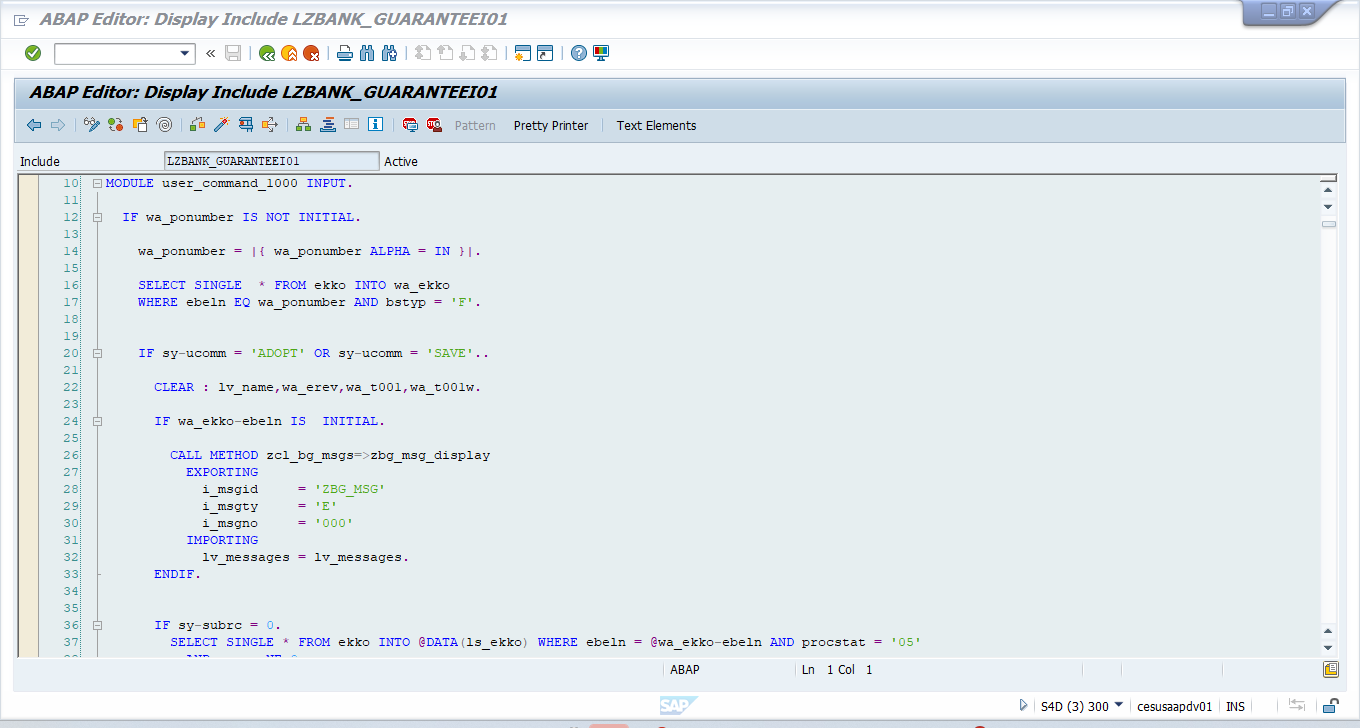 ABAP Editor: Display Include LZBANK_GUARANTEEI01
ABAP Editor: Display Include LZBANK_GUARANTEEI01
Pattern Pretty Printer Text Elements
Include LZBANK_GUARANTEEI01 Active
10 MODULE user_command_1000 INPUT.
11
12 IF wa_ponumber IS NOT INITIAL.
13
14 wa_ponumber = |{ wa_ponumber ALPHA = IN }|.
15
16 SELECT SINGLE  * FROM ekko INTO wa_ekko
17 WHERE ebeln EQ wa_ponumber AND bstyp = 'F'.
18
19
20 IF sy-ucomm = 'ADOPT' OR sy-ucomm = 'SAVE'..
21
22 CLEAR : lv_name,wa_erev,wa_t001,wa_t001w.
23
24 IF wa_ekko-ebeln IS  INITIAL.
25
26 CALL METHOD zcl_bg_msgs=>zbg_msg_display
27 EXPORTING
28 i_msgid     = 'ZBG_MSG'
29 i_msgty     = 'E'
30 i_msgno     = '000'
31 IMPORTING
32 lv_messages = lv_messages.
33 ENDIF.
34
35
36 IF sy-subrc = 0.
37 SELECT SINGLE * FROM ekko INTO @DATA(ls_ekko) WHERE ebeln = @wa_ekko-ebeln AND procstat = '05'
ABAP Ln 1 Col 1
SAP
S4D (3) 300 cesusaapdv01 INS